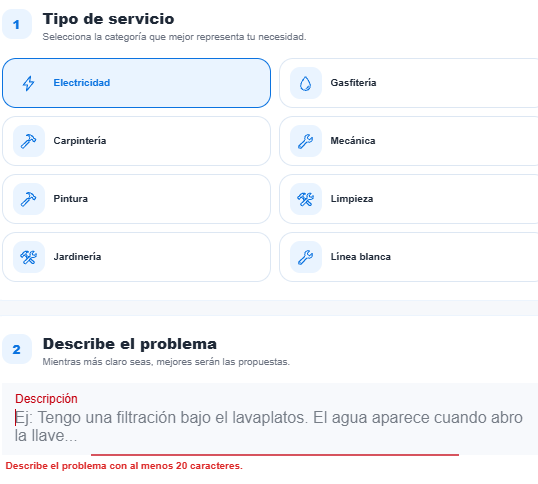 1
Tipo de servicio
Selecciona la categoría que mejor representa tu necesidad.
Electricidad
Gasfitería
Carpintería
Mecánica
Pintura
Limpieza
Jardinería
Línea blanca
2
Describe el problema
Mientras más claro seas, mejores serán las propuestas.
Descripción
Ej: Tengo una filtración bajo el lavaplatos. El agua aparece cuando abro
la llave...
Describe el problema con al menos 20 caracteres.